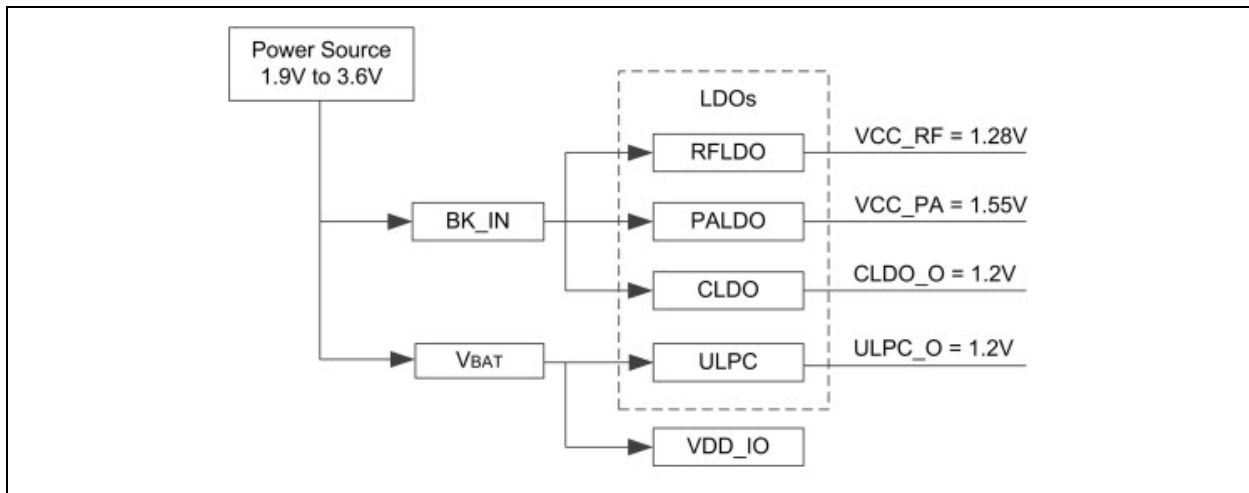 Power Source
1.9V to 3.6V
LDOs
RFLDO
VCC_RF = 1.28V
BK_IN
PALDO
VCC_PA = 1.55V
CLDO
CLDO_O = 1.2V
VBAT
ULPC
ULPC_O = 1.2V
VDD_IO